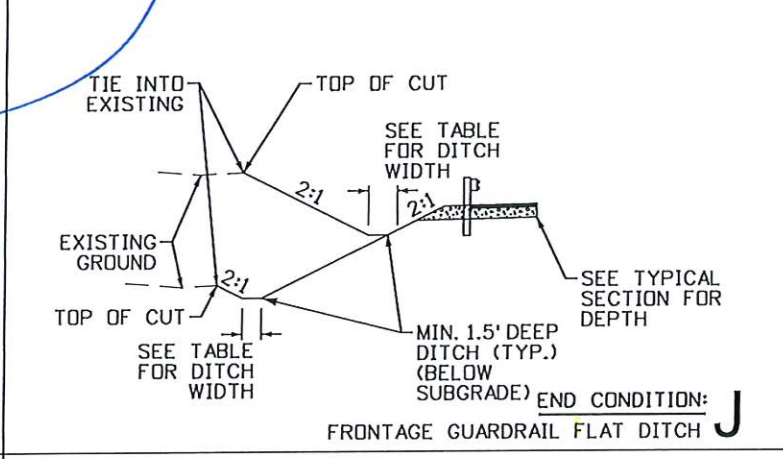 TIE INTO
EXISTING
TOP OF CUT
SEE TABLE
FOR DITCH
WIDTH
2:1
2:1
EXISTING
GROUND
2:1
TOP OF CUT
SEE TABLE
FOR DITCH
WIDTH
MIN. 1.5' DEEP
DITCH (TYP.)
(BELOW
SUBGRADE)
SEE TYPICAL
SECTION FOR
DEPTH
END CONDITION: J
FRONTAGE GUARDRAIL FLAT DITCH